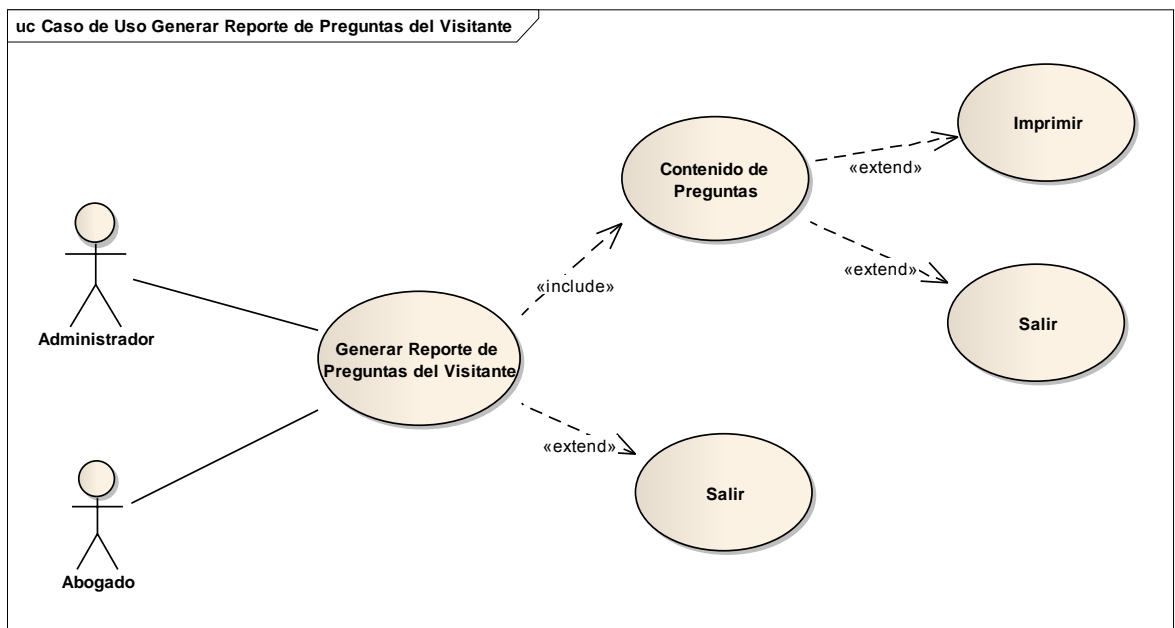 uc Caso de Uso Generar Reporte de Preguntas del Visitante
Imprimir
Contenido de
Preguntas
«extend»
«extend»
«include»
Salir
Administrador
Generar Reporte de
Preguntas del Visitante
«extend»
Salir
Abogado